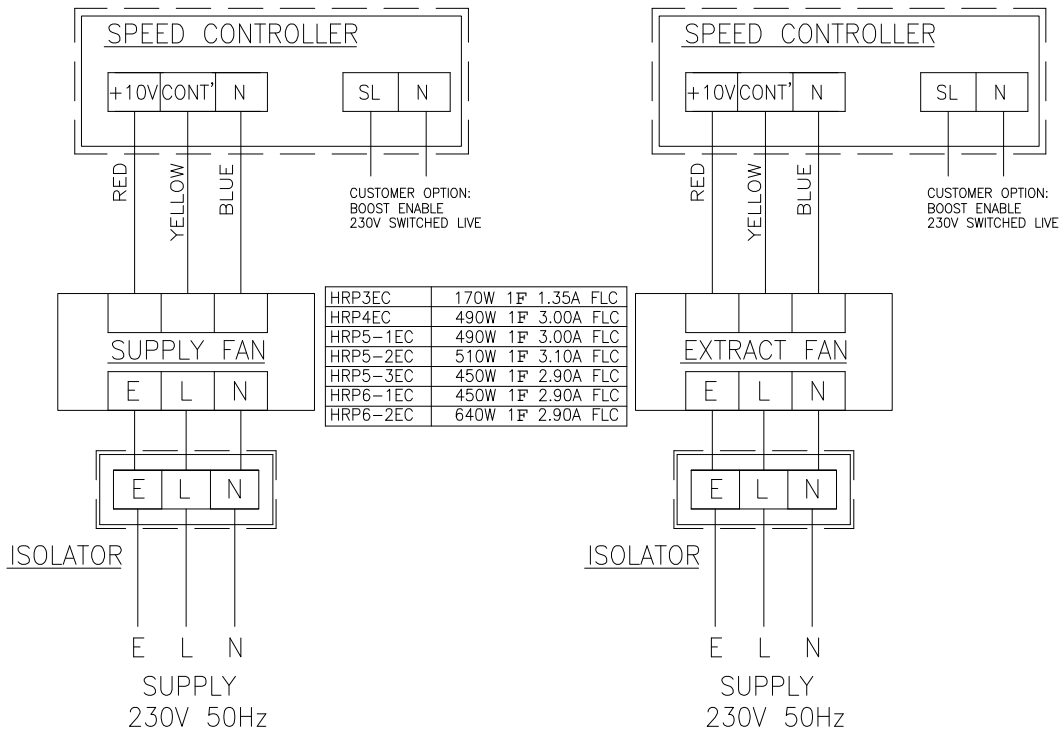 SPEED CONTROLLER
+10V CONT' N SL N
RED
YELLOW
BLUE
CUSTOMER OPTION:
BOOST ENABLE
230V SWITCHED LIVE
SUPPLY FAN
E L N
E L N
ISOLATOR
E L N
SUPPLY
230V 50Hz
HRP3EC 170W 1F 1.35A FLC
HRP4EC 490W 1F 3.00A FLC
HRP5-1EC 490W 1F 3.00A FLC
HRP5-2EC 510W 1F 3.10A FLC
HRP5-3EC 450W 1F 2.90A FLC
HRP6-1EC 450W 1F 2.90A FLC
HRP6-2EC 640W 1F 2.90A FLC
SPEED CONTROLLER
+10V CONT' N SL N
RED
YELLOW
BLUE
CUSTOMER OPTION:
BOOST ENABLE
230V SWITCHED LIVE
EXTRACT FAN
E L N
E L N
ISOLATOR
E L N
SUPPLY
230V 50Hz